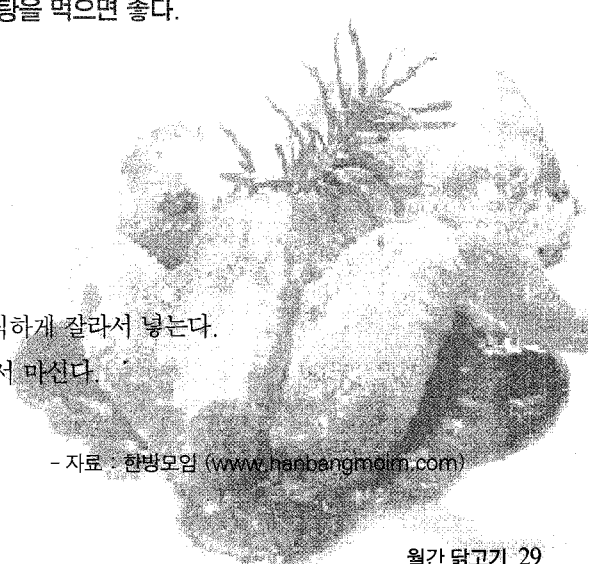 탕을 먹으면 좋다.
하게 잘라서 넣는다.
서 마신다.
- 자료 : 한방모임 (www.hanbangmoim.com)
월간 닭고기 29